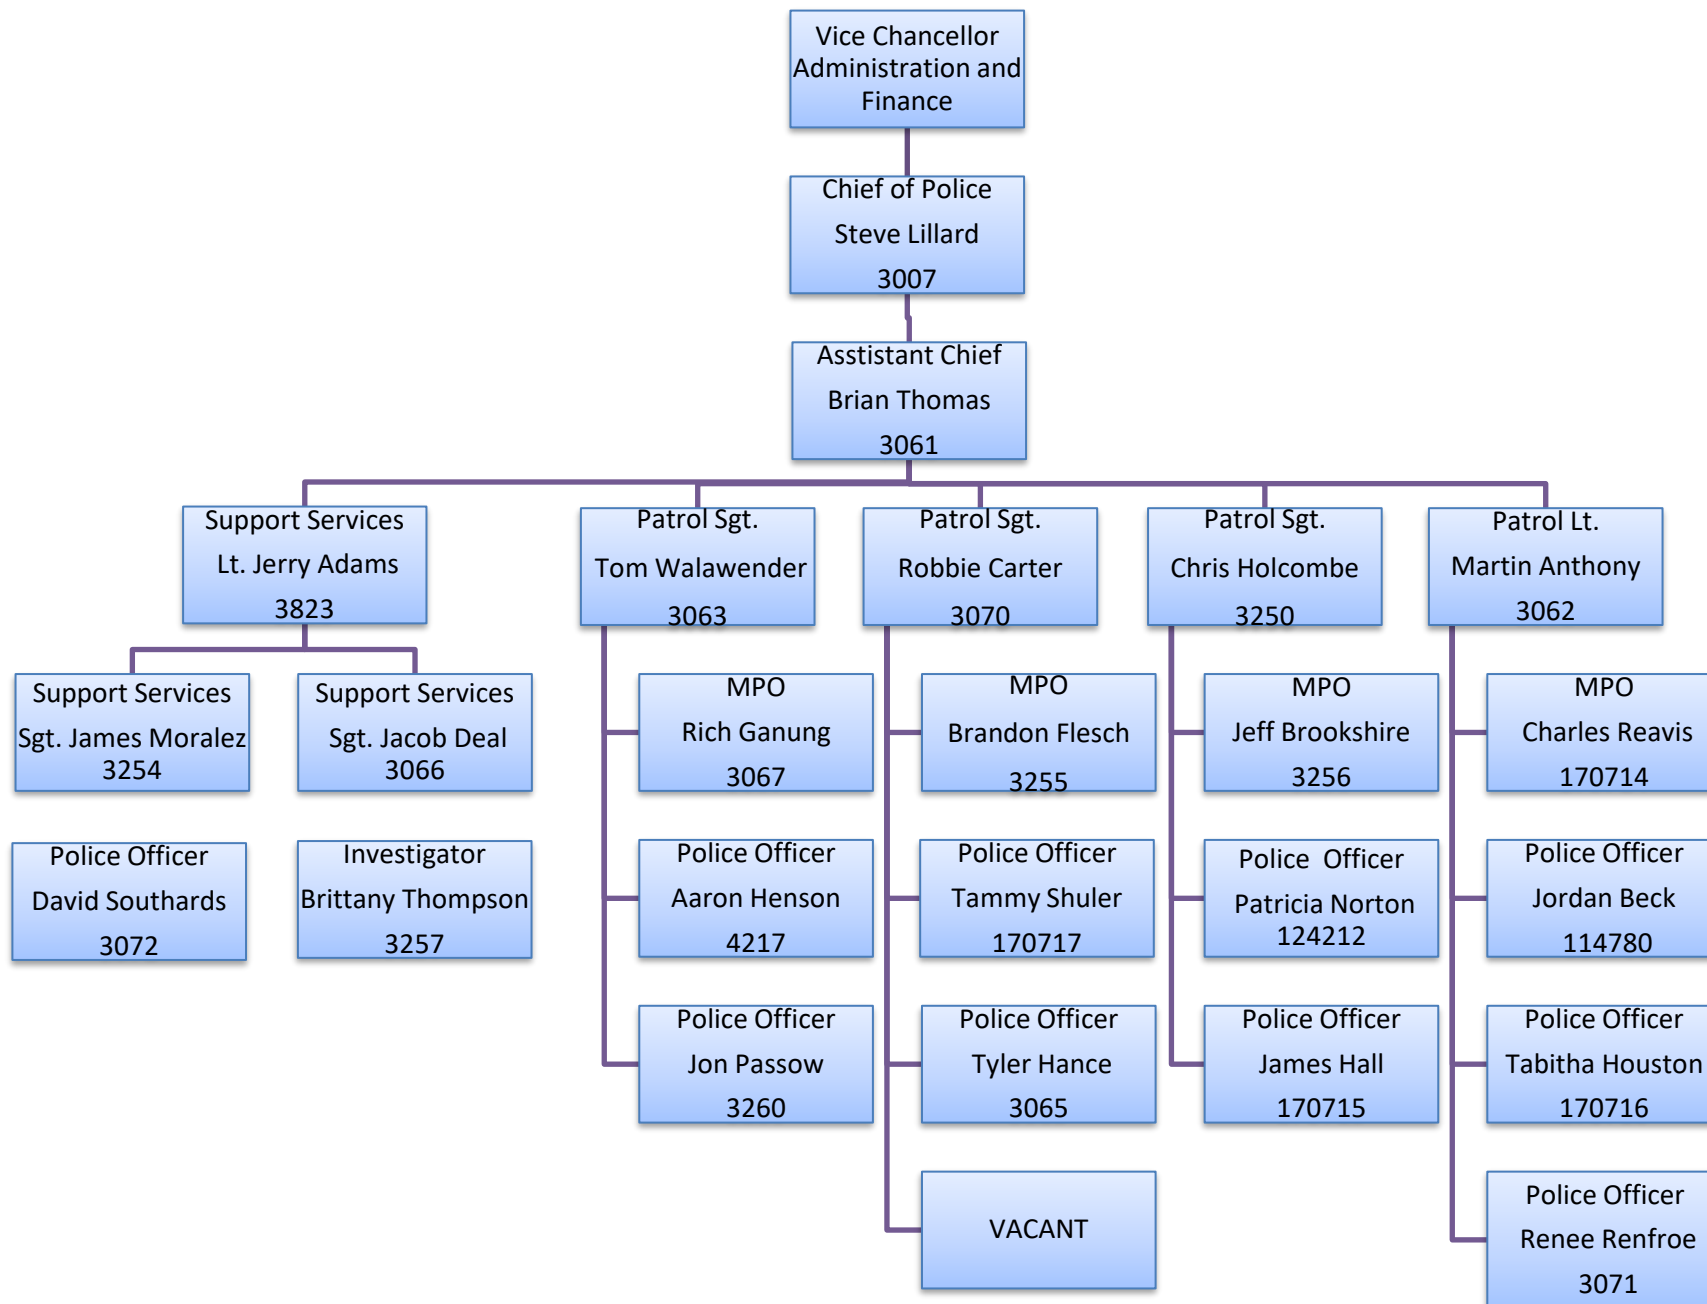 Vice Chancellor
Administration and
Finance
Chief of Police
Steve Lillard
3007
Asstistant Chief
Brian Thomas
3061
Support Services
Lt. Jerry Adams
3823
Patrol Sgt.
Tom Walawender
3063
Patrol Sgt.
Robbie Carter
3070
Patrol Sgt.
Chris Holcombe
3250
Patrol Lt.
Martin Anthony
3062
Support Services
Sgt. James Moralez
3254
Support Services
Sgt. Jacob Deal
3066
MPO
Rich Ganung
3067
MPO
Brandon Flesch
3255
MPO
Jeff Brookshire
3256
MPO
Charles Reavis
170714
Police Officer
David Southards
3072
Investigator
Brittany Thompson
3257
Police Officer
Aaron Henson
4217
Police Officer
Tammy Shuler
170717
Police  Officer
Patricia Norton
124212
Police Officer
Jordan Beck
114780
Police Officer
Jon Passow
3260
Police Officer
Tyler Hance
3065
Police Officer
James Hall
170715
Police Officer
Tabitha Houston
170716
VACANT
Police Officer
Renee Renfroe
3071